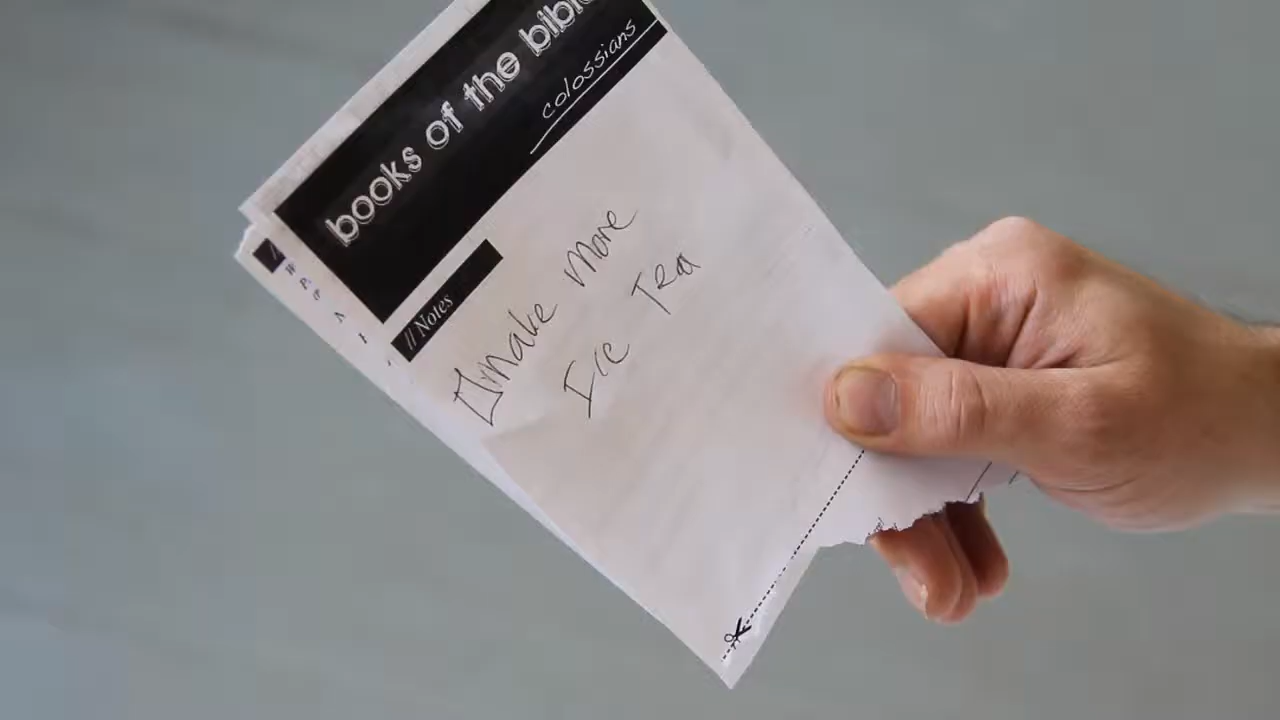 books of the bible
colossians
// Notes
make more
Ice Tea